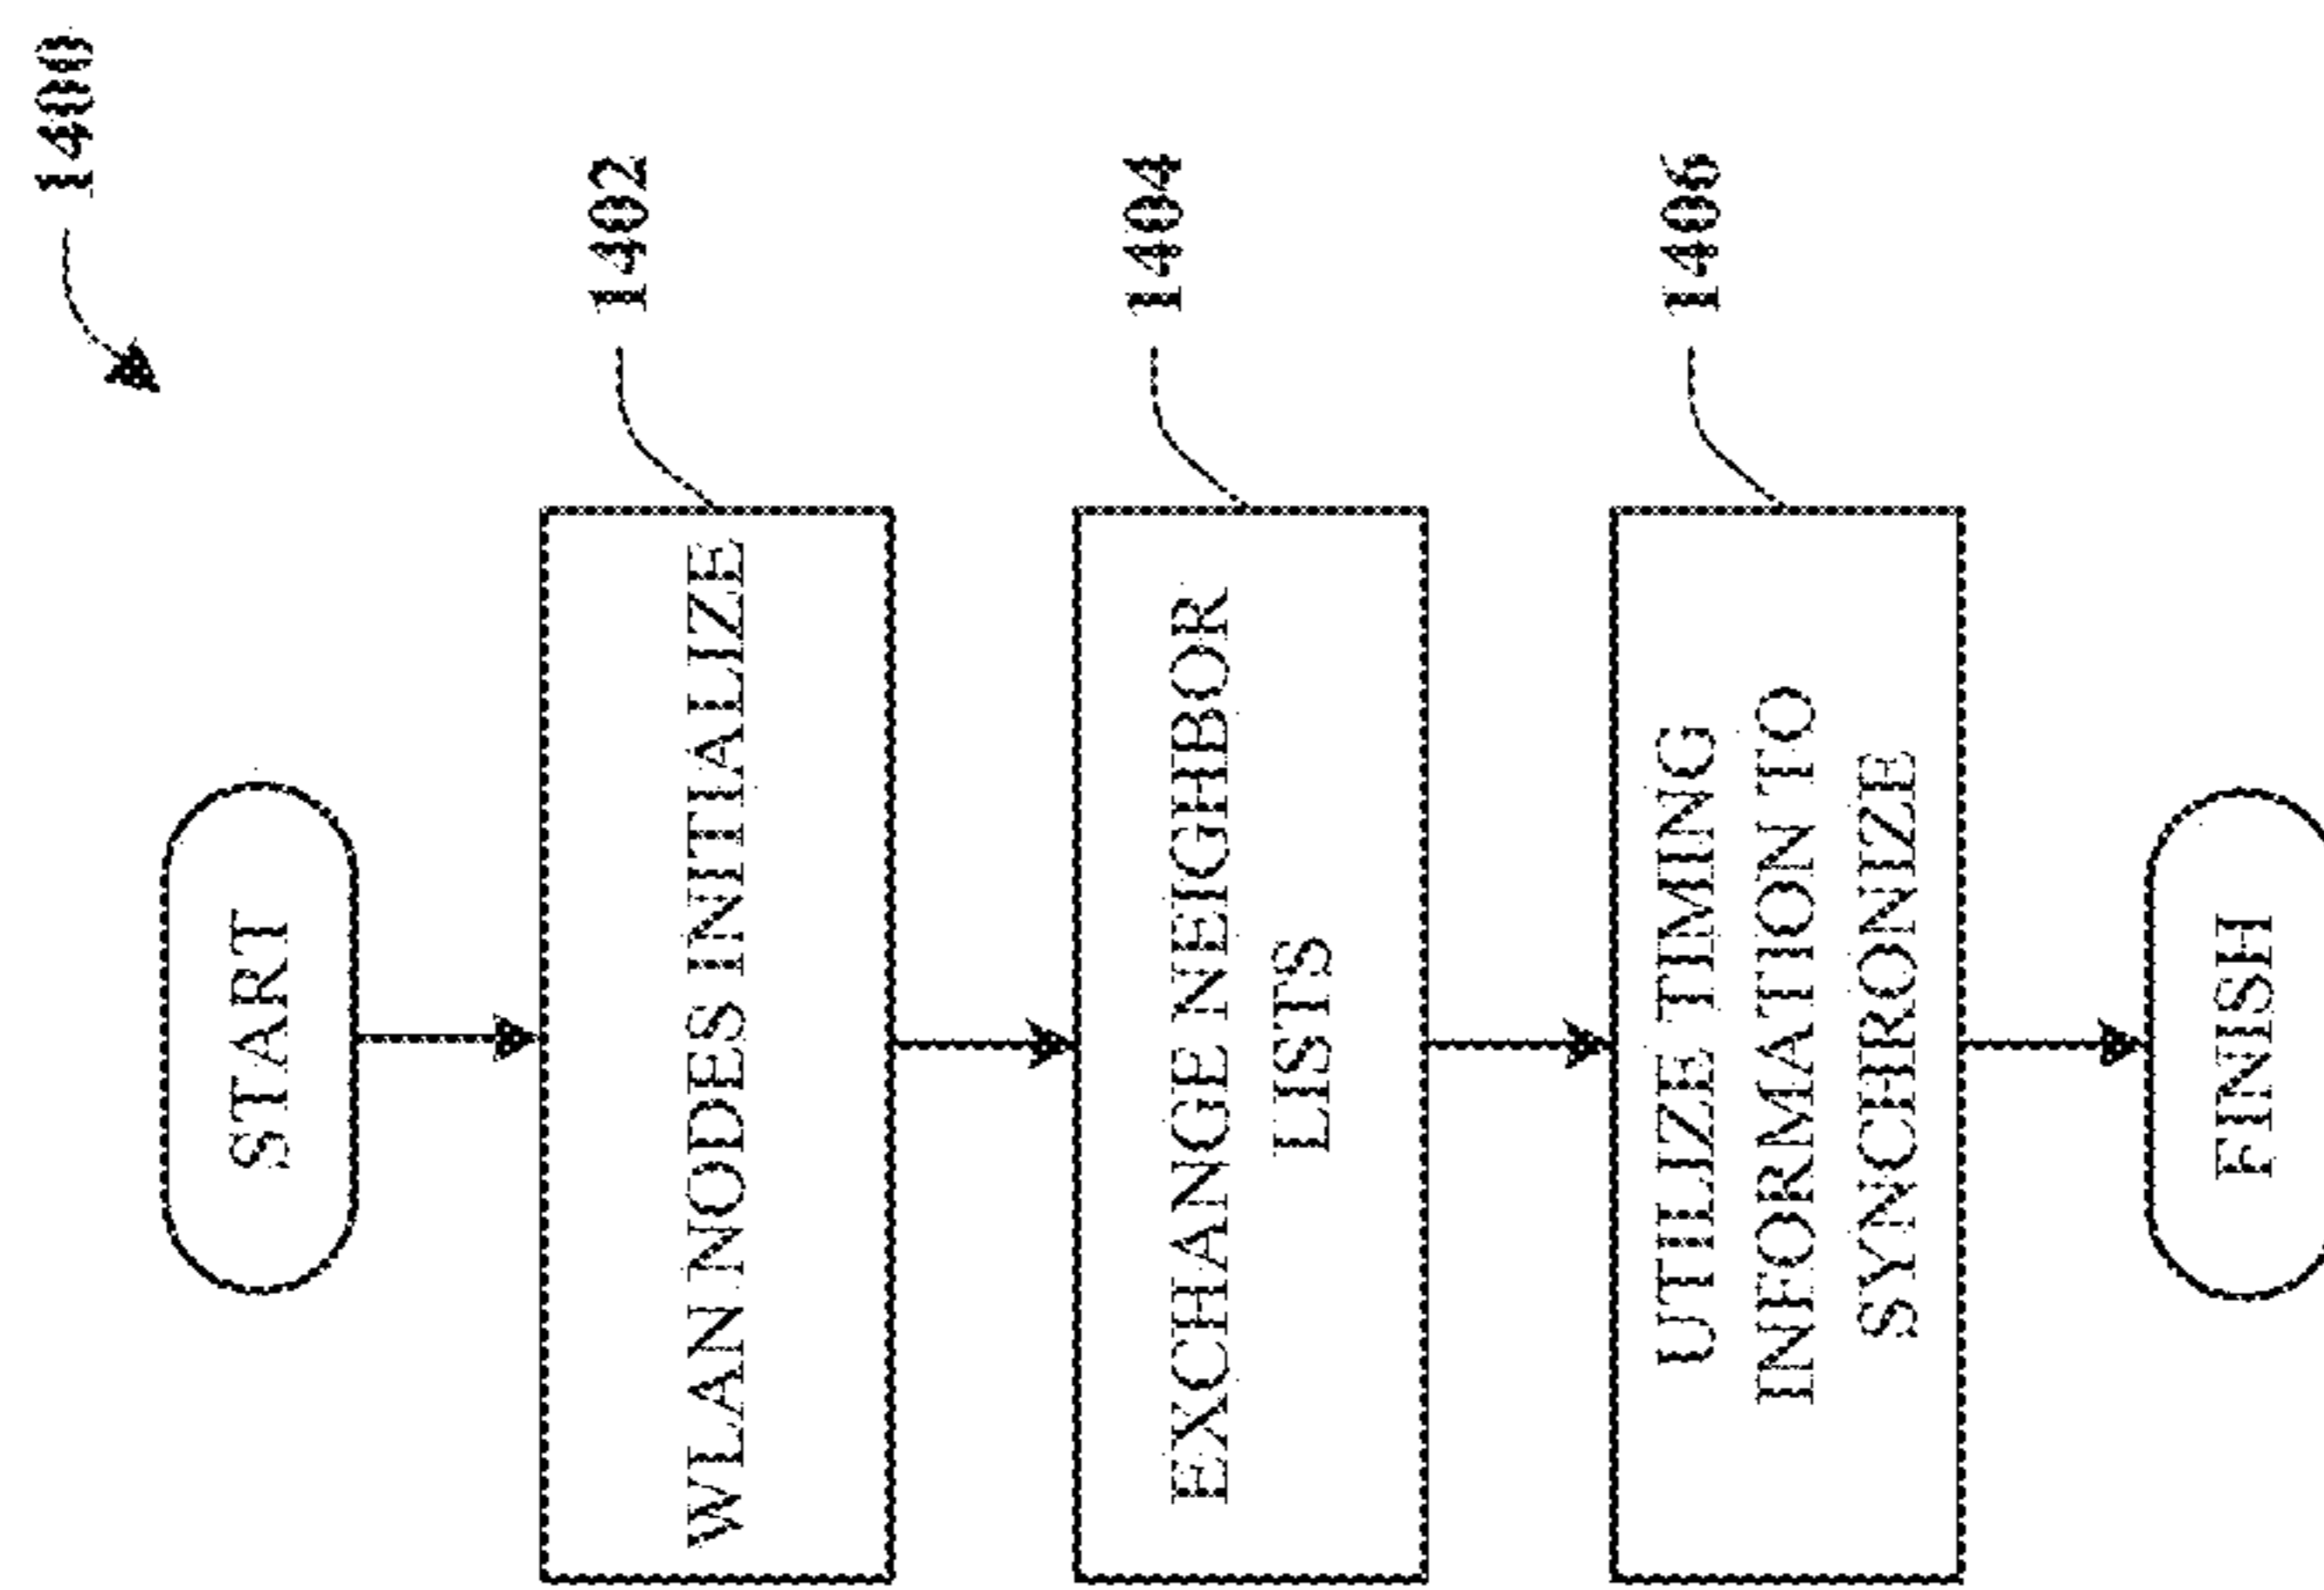 1400
START
WLAN NODES INITIALIZE
1402
EXCHANGE NEIGHBOR
LISTS
1404
UTILIZE TIMING
INFORMATION TO
SYNCHRONIZE
1406
FINISH